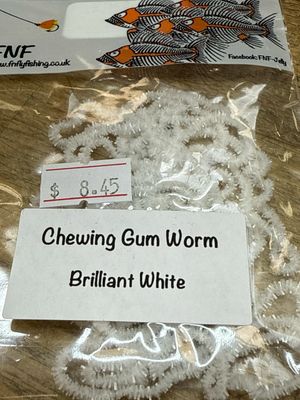 FNF
www.fnflyfishing.co.uk
Facebook: FNF-Jelly
$ 8.45
Chewing Gum Worm
Brilliant White